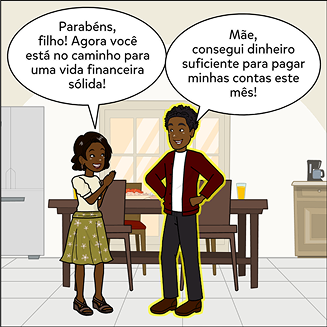 Parabéns,
filho! Agora você
está no caminho para
uma vida financeira
sólida!
Mãe,
consegui dinheiro
suficiente para pagar
minhas contas este
mês!